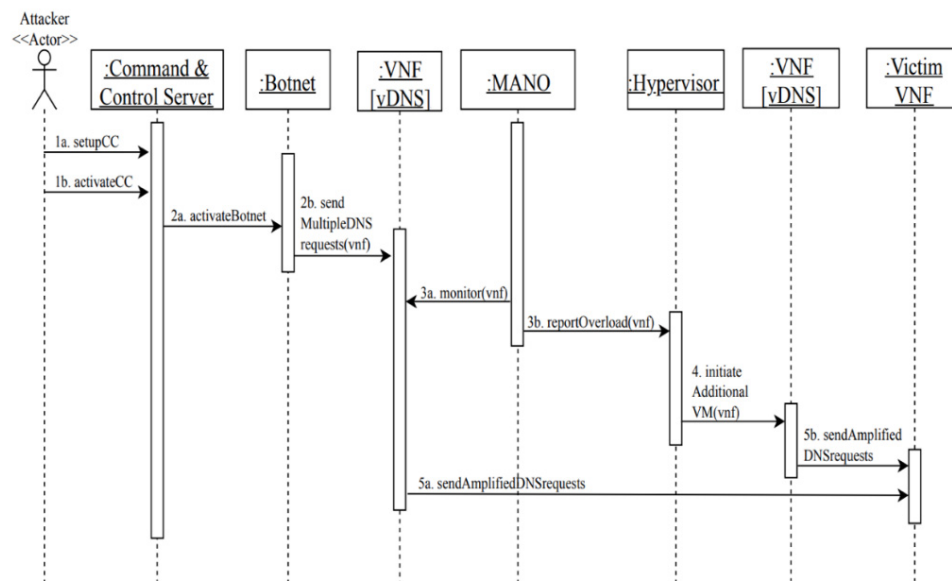 Attacker
<<Actor>>
:Command &
Control Server
:Botnet
:VNF
[vDNS]
:MANO
:Hypervisor
:VNF
[vDNS]
:Victim
VNF
1a. setupCC
1b. activateCC
2a. activateBotnet
2b. send
MultipleDNS
requests(vnf)
3a. monitor(vnf)
3b. reportOverload(vnf)
4. initiate
Additional
VM(vnf)
5b. sendAmplified
DNSrequests
5a. sendAmplifiedDNSrequests